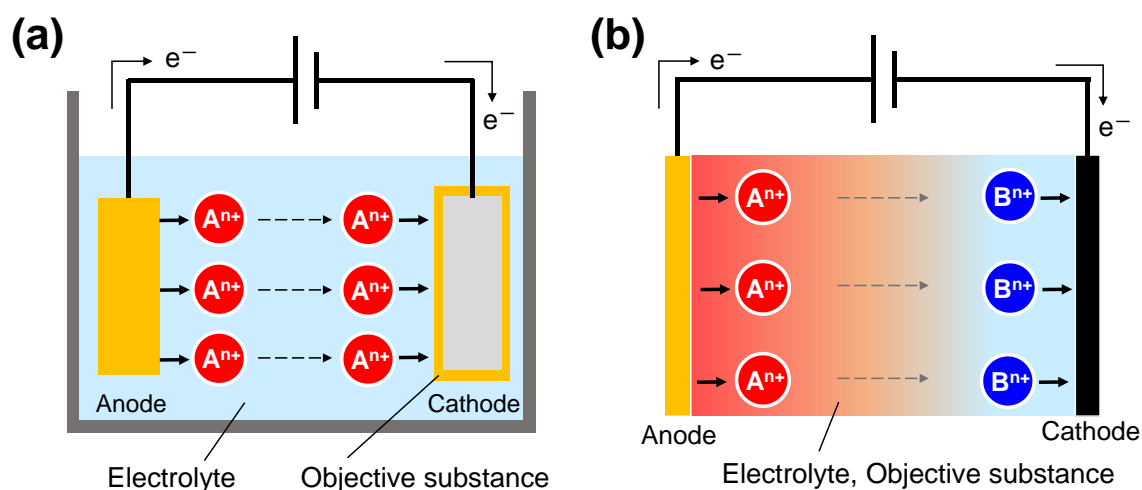 (a)
e⁻
e⁻
Aⁿ⁺ Aⁿ⁺
Aⁿ⁺ Aⁿ⁺
Aⁿ⁺ Aⁿ⁺
Anode
Cathode
Electrolyte
Objective substance
(b)
e⁻
e⁻
Aⁿ⁺ Bⁿ⁺
Aⁿ⁺ Bⁿ⁺
Aⁿ⁺ Bⁿ⁺
Anode
Cathode
Electrolyte, Objective substance